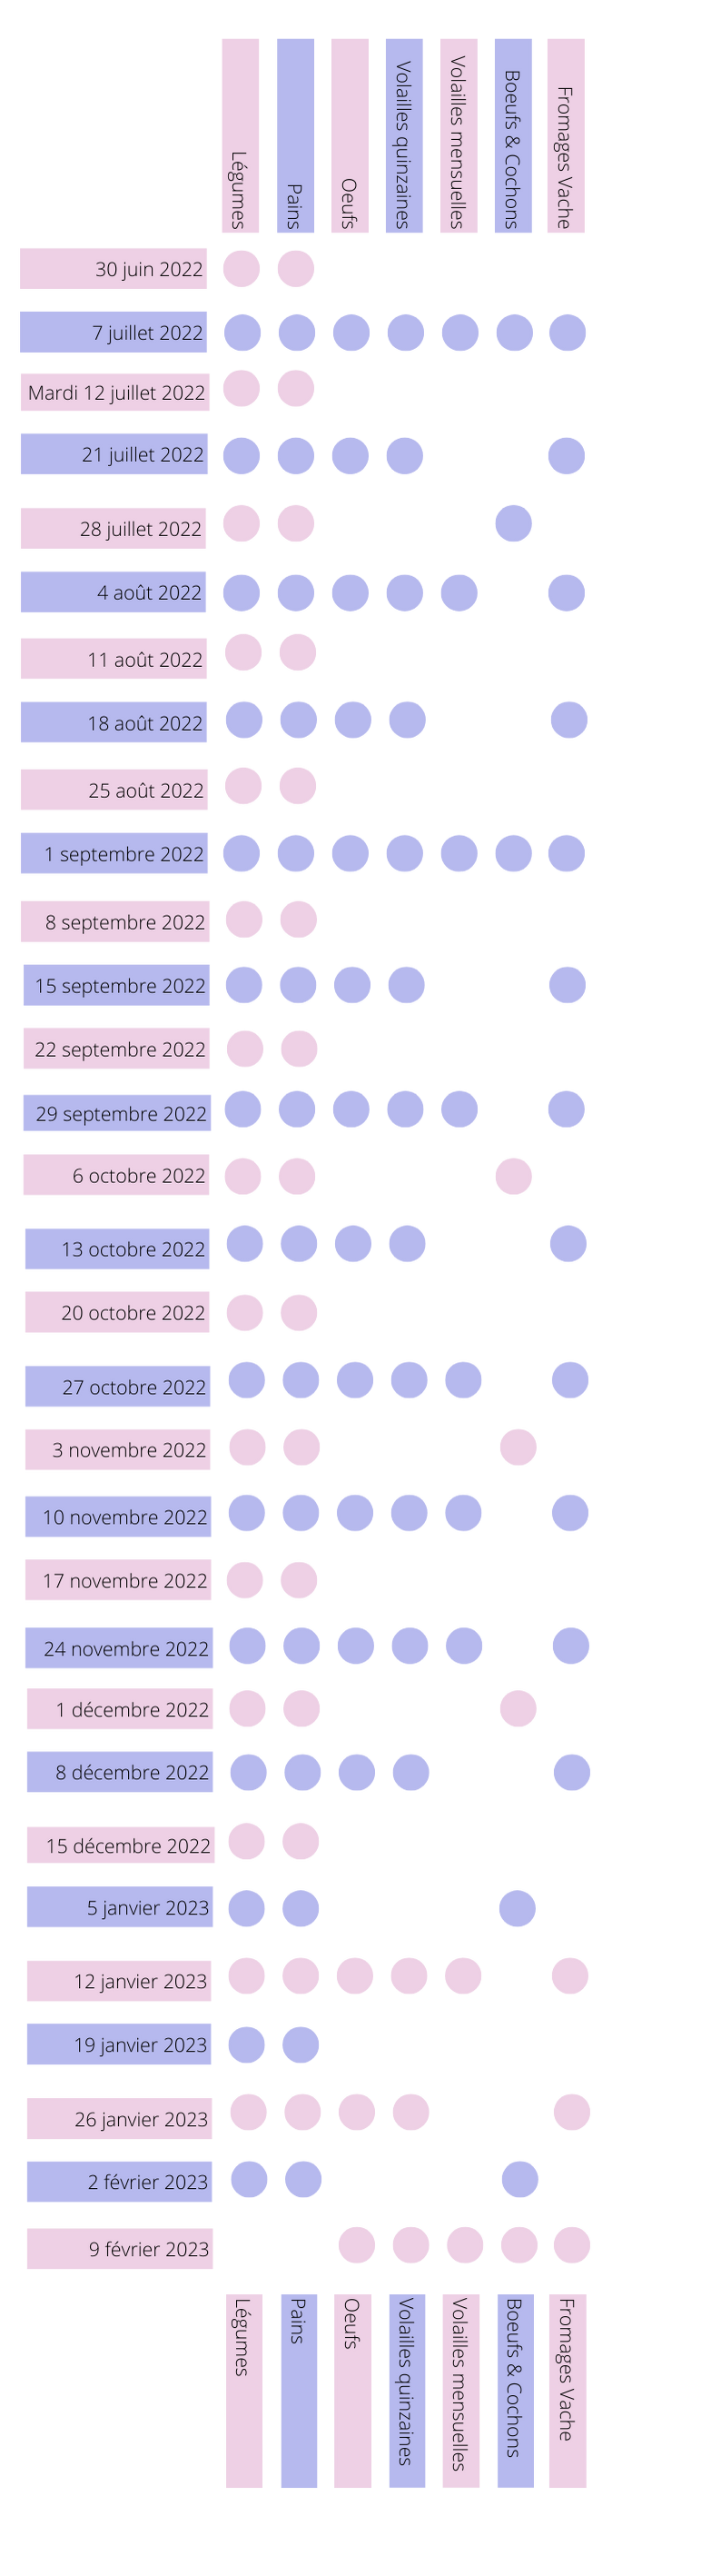 Légumes
Pains
Oeufs
Volailles quinzaines
Volailles mensuelles
Boeufs & Cochons
Fromages Vache
30 juin 2022
7 juillet 2022
Mardi 12 juillet 2022
21 juillet 2022
28 juillet 2022
4 août 2022
11 août 2022
18 août 2022
25 août 2022
1 septembre 2022
8 septembre 2022
15 septembre 2022
22 septembre 2022
29 septembre 2022
6 octobre 2022
13 octobre 2022
20 octobre 2022
27 octobre 2022
3 novembre 2022
10 novembre 2022
17 novembre 2022
24 novembre 2022
1 décembre 2022
8 décembre 2022
15 décembre 2022
5 janvier 2023
12 janvier 2023
19 janvier 2023
26 janvier 2023
2 février 2023
9 février 2023
Légumes
Pains
Oeufs
Volailles quinzaines
Volailles mensuelles
Boeufs & Cochons
Fromages Vache